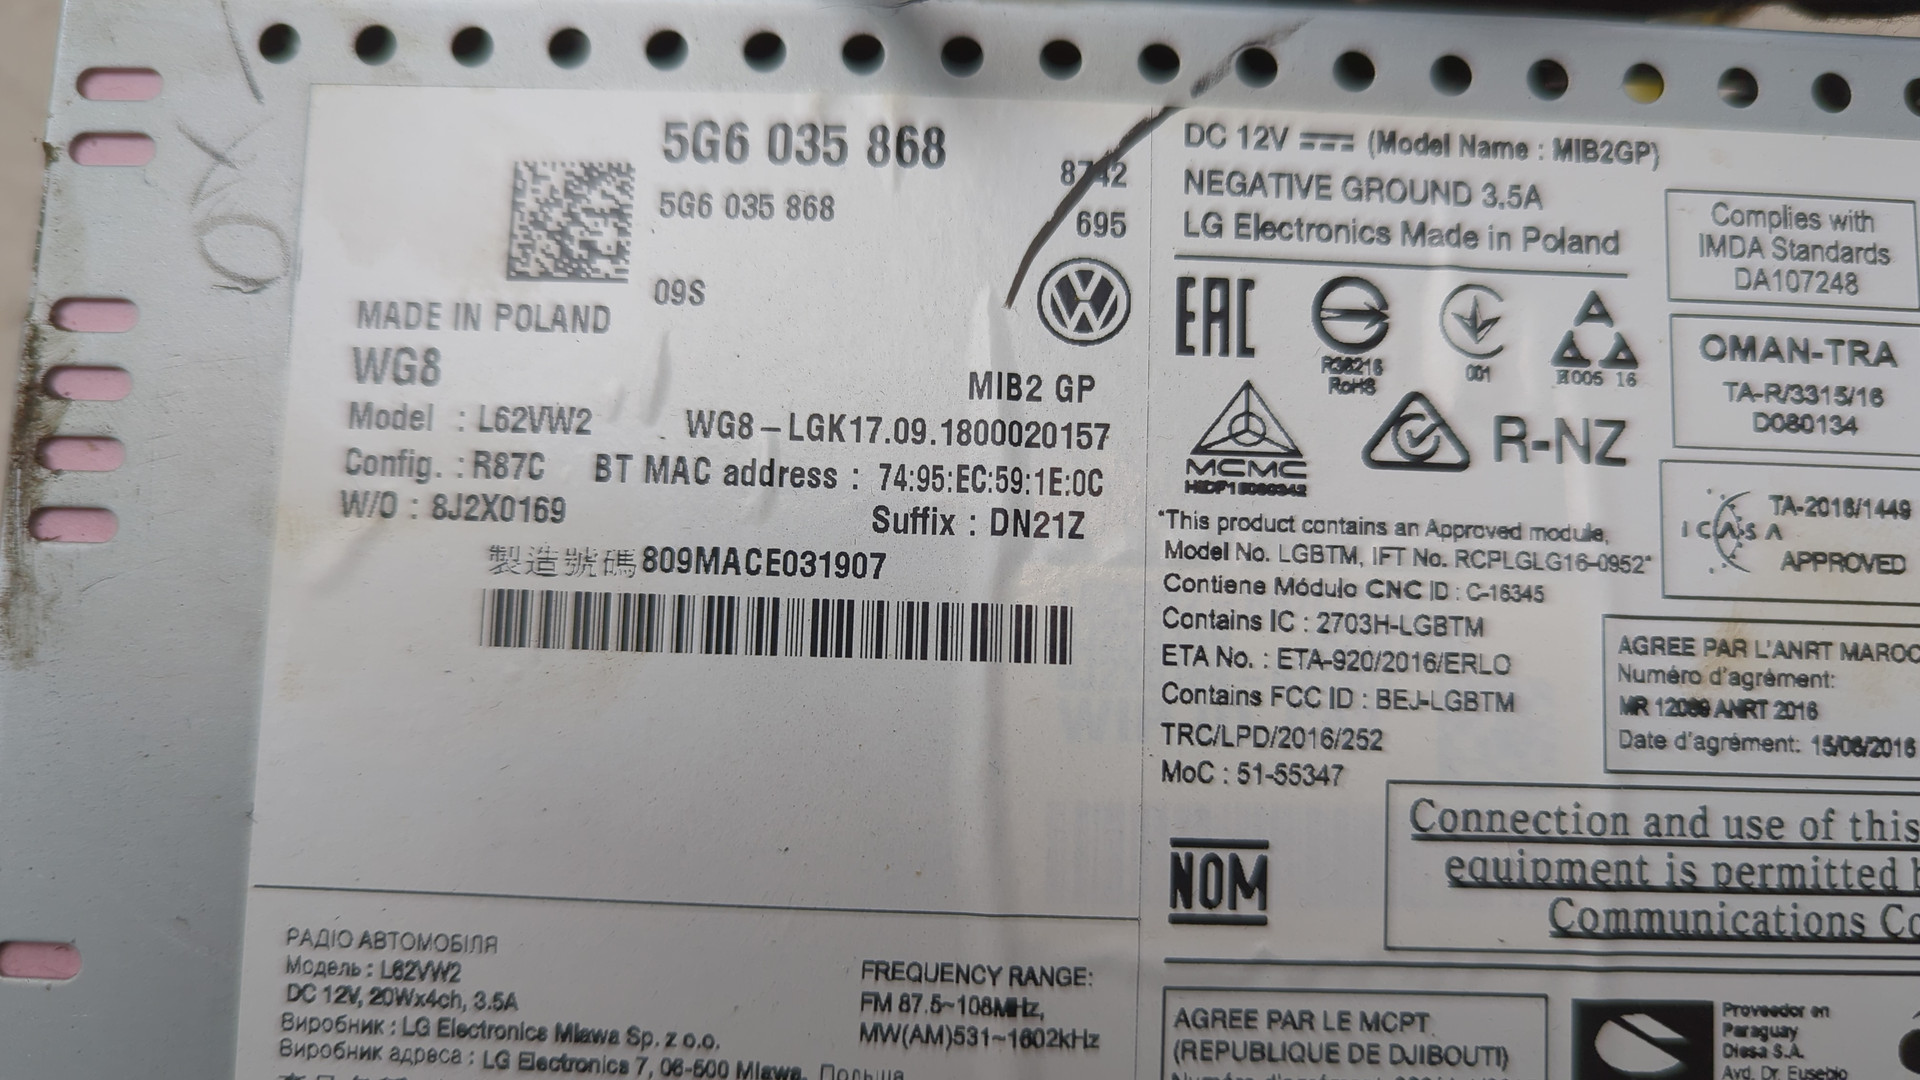 OK
5G6 035 868
5G6 035 868
8742
695
09S
MADE IN POLAND
WG8
MIB2 GP
Model : L62VW2
WG8-LGK17.09.1800020157
Config. : R87C BT MAC address : 74:95:EC:59:1E:0C
W/O : 8J2X0169
Suffix : DN21Z
製造號碼809MACE031907
РАДІО АВТОМОБІЛЯ
Модель : L62VW2
DC 12V, 20Wx4ch, 3.5A
Виробник : LG Electronics Mlawa Sp. z o.o.
Виробник адреса : LG Electronics 7, 06-500 Mlawa, Польща
FREQUENCY RANGE:
FM 87.5~108MHz,
MW(AM)531~1602kHz
DC 12V (Model Name : MIB2GP)
NEGATIVE GROUND 3.5A
LG Electronics Made in Poland
EAC
R36216
RoHS
001
005 16
MCMC
R-NZ
*This product contains an Approved module,
Model No. LGBTM, IFT No. RCPLGLG16-0952*
Contiene Módulo CNC ID : C-16345
Contains IC : 2703H-LGBTM
ETA No. : ETA-920/2016/ERLO
Contains FCC ID : BEJ-LGBTM
TRC/LPD/2016/252
MoC : 51-55347
NOM
Complies with
IMDA Standards
DA107248
OMAN-TRA
TA-R/3315/16
D080134
ICASA
TA-2016/1449
APPROVED
AGREE PAR L'ANRT MAROC
Numéro d'agrément:
MR ANRT 2016
Date d'agrément: 15/06/2016
Connection and use of this
equipment is permitted
Communications
AGREE PAR LE MCPT
(REPUBLIQUE DE DJIBOUTI)
Proveedor en
Paraguay
Diesa S.A.
Avd. Dr. Eusebio